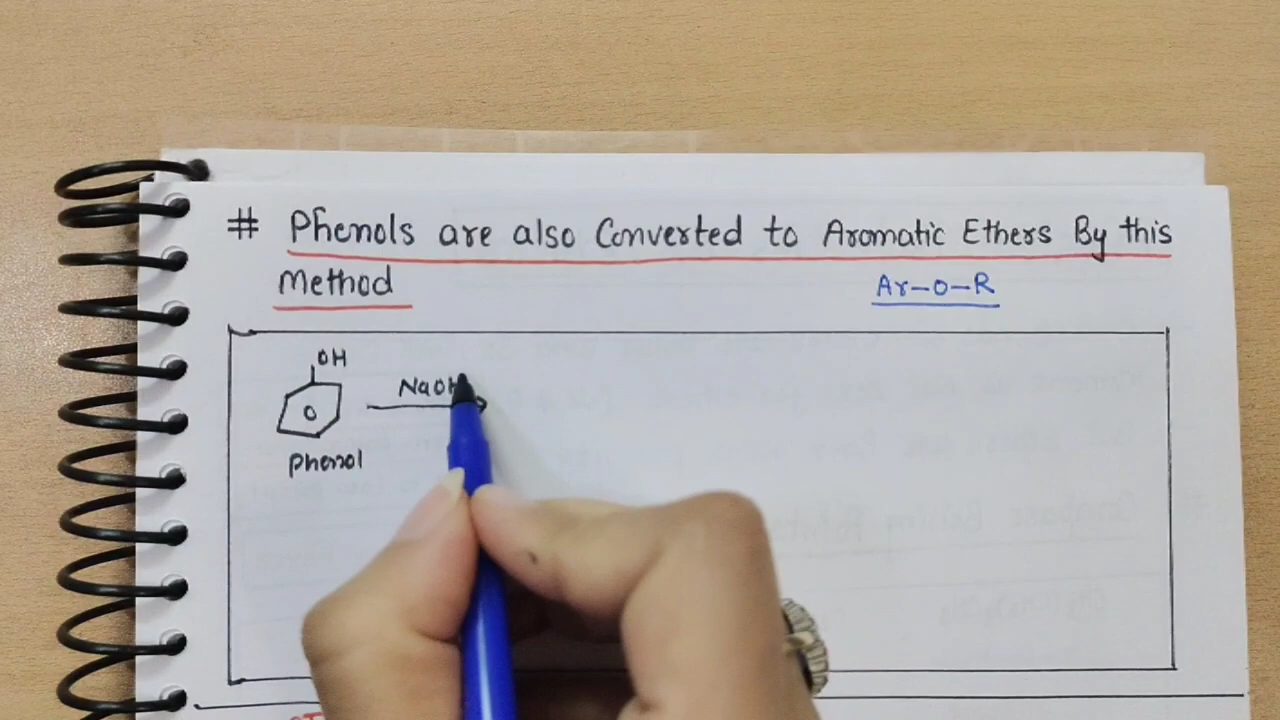 # Phenols are also Converted to Aromatic Ethers By this
Method
Ar-O-R
OH
NaOH
Phenol